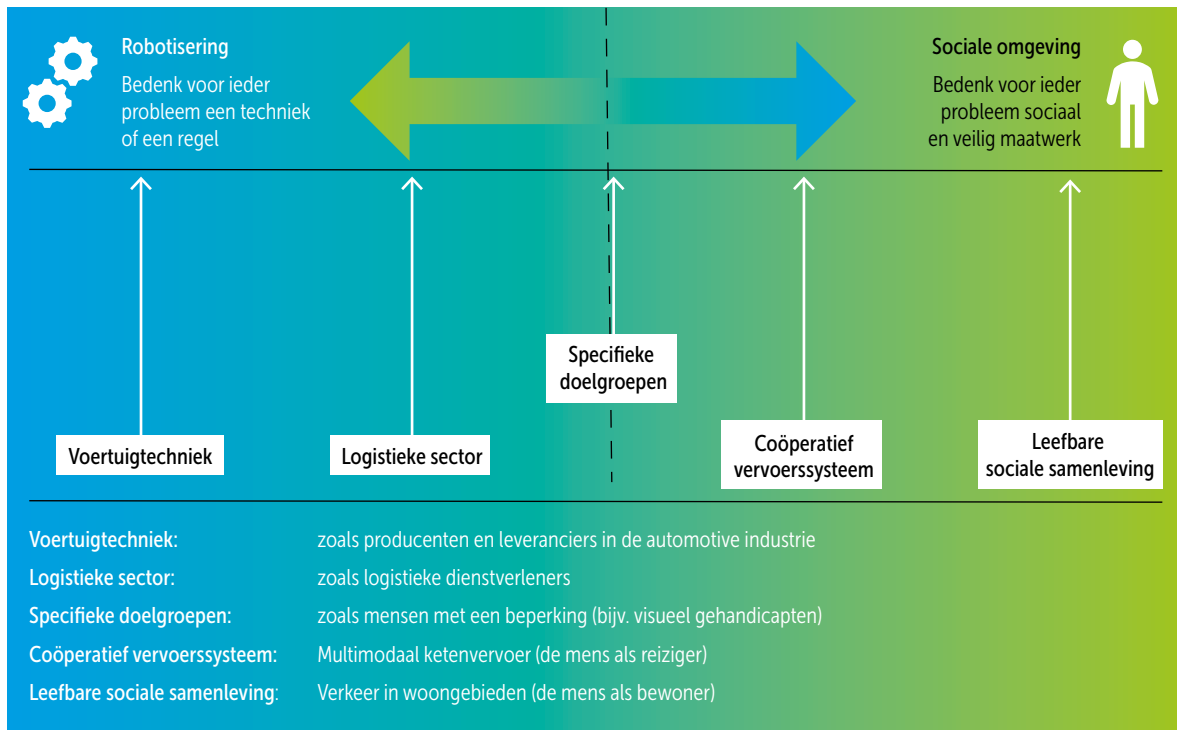 Robotisering
Bedenk voor ieder
probleem een techniek
of een regel
Sociale omgeving
Bedenk voor ieder
probleem sociaal
en veilig maatwerk
Voertuigtechniek
Logistieke sector
Specifieke
doelgroepen
Coöperatief
vervoerssysteem
Leefbare
sociale samenleving
Voertuigtechniek: zoals producenten en leveranciers in de automotive industrie
Logistieke sector: zoals logistieke dienstverleners
Specifieke doelgroepen: zoals mensen met een beperking (bijv. visueel gehandicapten)
Coöperatief vervoerssysteem: Multimodaal ketenvervoer (de mens als reiziger)
Leefbare sociale samenleving: Verkeer in woongebieden (de mens als bewoner)